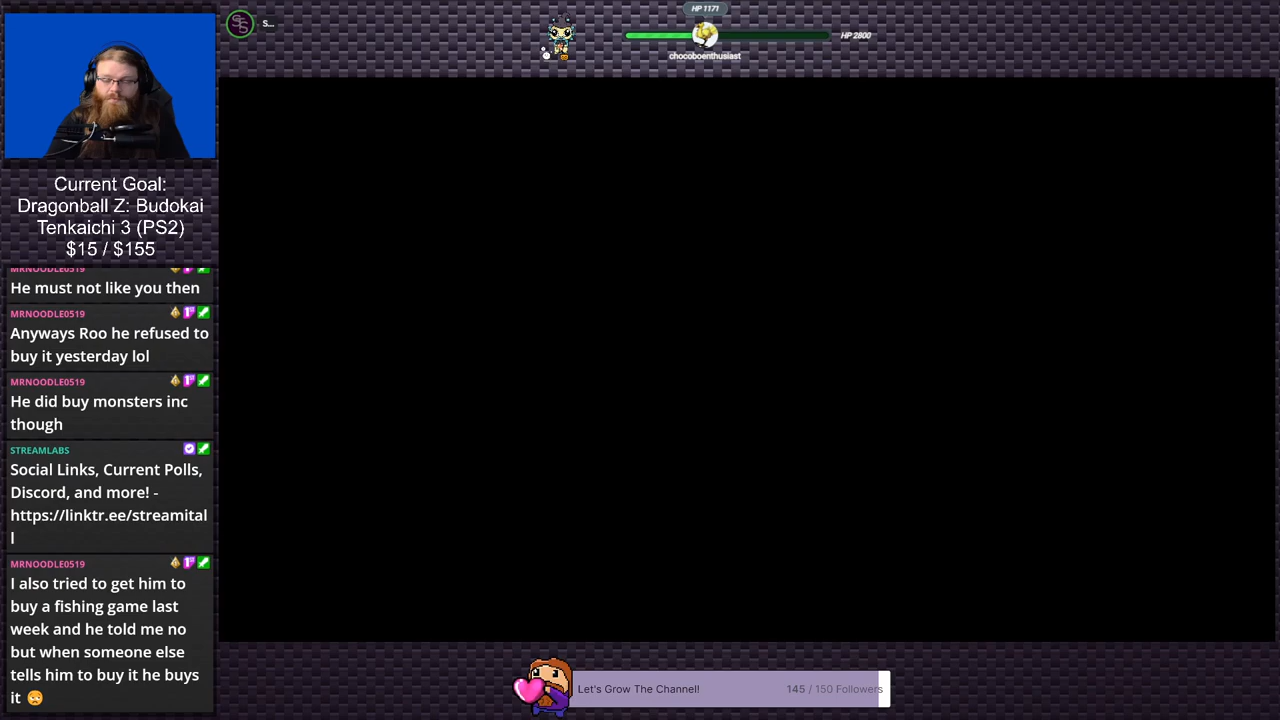 S...
HP 1171
HP 2800
chocoboenthusiast
Current Goal:
Dragonball Z: Budokai
Tenkaichi 3 (PS2)
$15 / $155
MRNOODLE0519
He must not like you then
MRNOODLE0519
Anyways Roo he refused to
buy it yesterday lol
MRNOODLE0519
He did buy monsters inc
though
STREAMLABS
Social Links, Current Polls,
Discord, and more! -
https://linktr.ee/streamital
l
MRNOODLE0519
I also tried to get him to
buy a fishing game last
week and he told me no
but when someone else
tells him to buy it he buys
it 😳
Let's Grow The Channel!
145 / 150 Followers